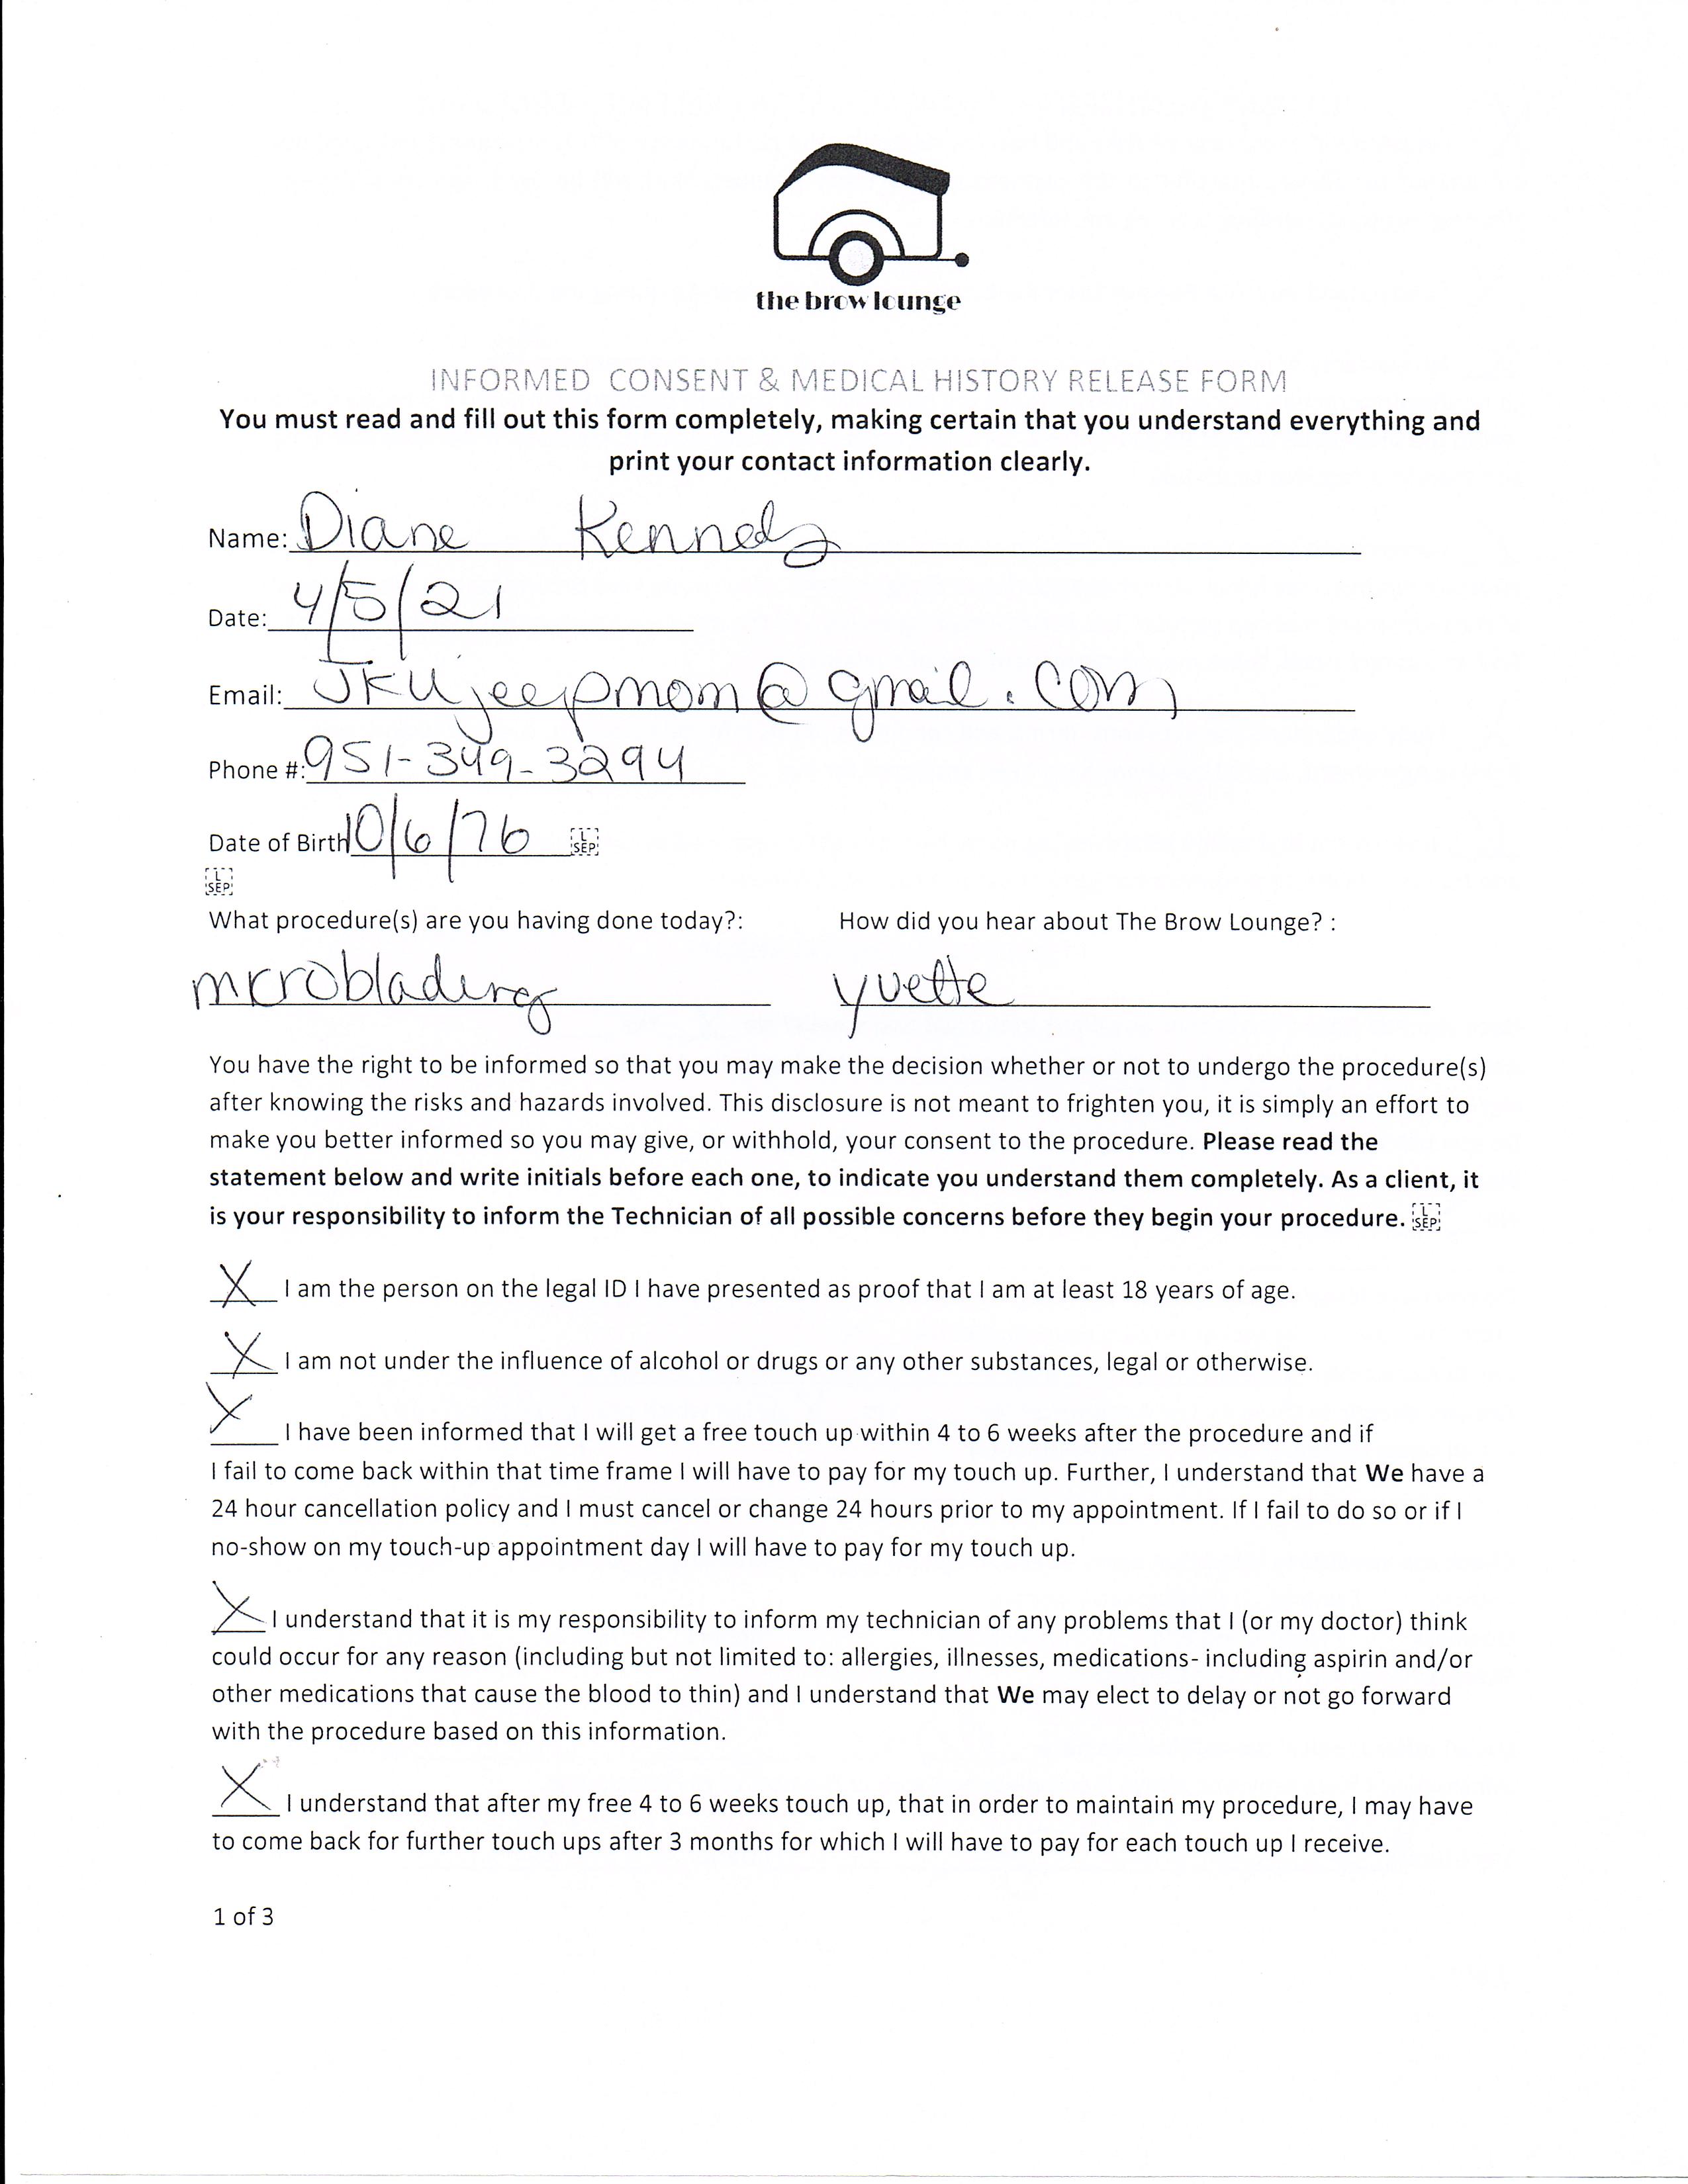 the brow lounge
INFORMED CONSENT & MEDICAL HISTORY RELEASE FORM
You must read and fill out this form completely, making certain that you understand everything and
print your contact information clearly.
Name: Diane Kennedy
Date: 4/5/21
Email: JKUjeepmom@gmail.com
Phone #: 951-349-3294
Date of Birth 10/6/76 L SEP
L SEP
What procedure(s) are you having done today?: How did you hear about The Brow Lounge? :
microblading yvette
You have the right to be informed so that you may make the decision whether or not to undergo the procedure(s)
after knowing the risks and hazards involved. This disclosure is not meant to frighten you, it is simply an effort to
make you better informed so you may give, or withhold, your consent to the procedure. Please read the
statement below and write initials before each one, to indicate you understand them completely. As a client, it
is your responsibility to inform the Technician of all possible concerns before they begin your procedure. L SEP
X I am the person on the legal ID I have presented as proof that I am at least 18 years of age.
X I am not under the influence of alcohol or drugs or any other substances, legal or otherwise.
X I have been informed that I will get a free touch up within 4 to 6 weeks after the procedure and if
I fail to come back within that time frame I will have to pay for my touch up. Further, I understand that We have a
24 hour cancellation policy and I must cancel or change 24 hours prior to my appointment. If I fail to do so or if I
no-show on my touch-up appointment day I will have to pay for my touch up.
X I understand that it is my responsibility to inform my technician of any problems that I (or my doctor) think
could occur for any reason (including but not limited to: allergies, illnesses, medications- including aspirin and/or
other medications that cause the blood to thin) and I understand that We may elect to delay or not go forward
with the procedure based on this information.
X I understand that after my free 4 to 6 weeks touch up, that in order to maintain my procedure, I may have
to come back for further touch ups after 3 months for which I will have to pay for each touch up I receive.
1 of 3